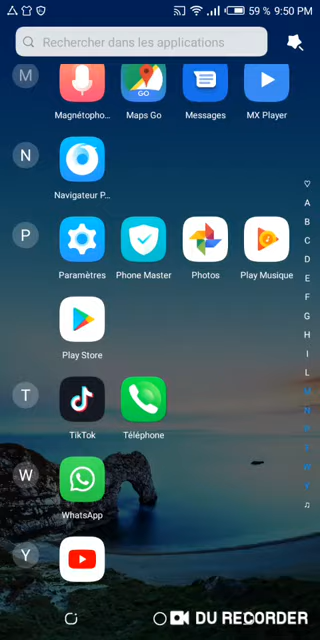 59 % 9:50 PM
Rechercher dans les applications
M
GO
Magnétopho... Maps Go Messages MX Player
N
Navigateur P...
P
Paramètres Phone Master Photos Play Musique
Play Store
T
TikTok Téléphone
W
WhatsApp
Y
A
B
C
D
E
F
G
H
I
L
M
N
P
T
W
Y
DU RECORDER